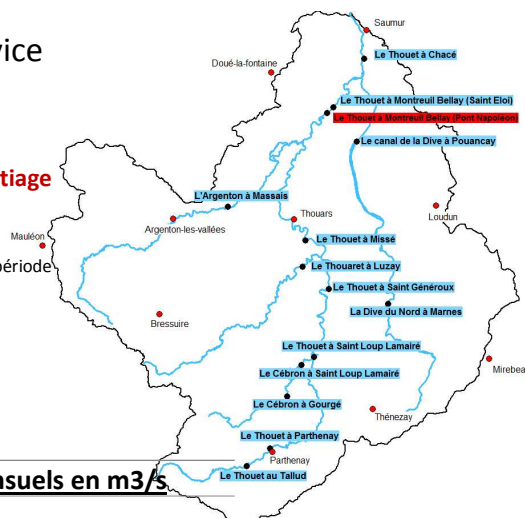 vice
Saumur
Le Thouet à Chacé
Doué-la-fontaine
Le Thouet à Montreuil Bellay (Saint Eloi)
Le Thouet à Montreuil Bellay (Pont Napoléon)
Le canal de la Dive à Pouancay
tiage
L'Argenton à Massais
Loudun
Thouars
Argenton-les-vallées
Mauléon
Le Thouet à Missé
période
Le Thouaret à Luzay
Le Thouet à Saint Généroux
La Dive du Nord à Marnes
Bressuire
Le Thouet à Saint Loup Lamairé
Mirebea
Le Cébron à Saint Loup Lamairé
Le Cébron à Gourgé
Thénezay
Le Thouet à Parthenay
Parthenay
nsuels en m3/s
Le Thouet au Tallud